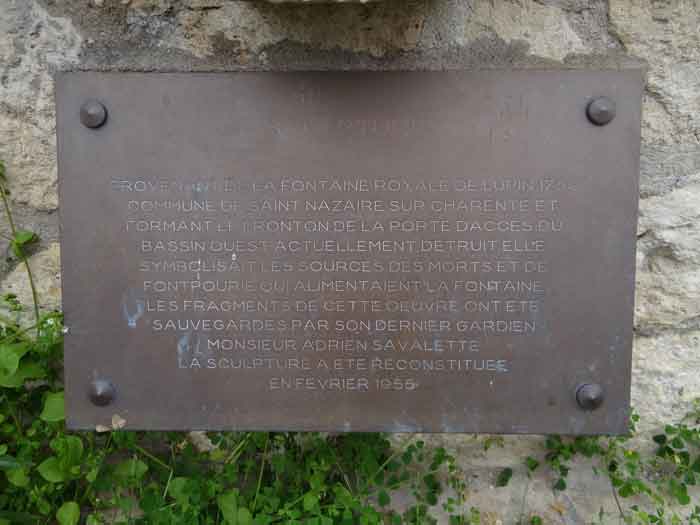 PROVENANT DE LA FONTAINE ROYALE DE LUPIN
COMMUNE DE SAINT NAZAIRE SUR CHARENTE ET
FORMANT LE FRONTON DE LA PORTE D'ACCES DU
BASSIN OUEST ACTUELLEMENT DETRUIT ELLE
SYMBOLISAIT LES SOURCES DES MORTS ET DE
FONTPOURIE QUI ALIMENTAIENT LA FONTAINE
LES FRAGMENTS DE CETTE OEUVRE ONT ETE
SAUVEGARDES PAR SON DERNIER GARDIEN
MONSIEUR ADRIEN SAVALETTE
LA SCULPTURE A ETE RECONSTITUEE
EN FEVRIER 1955